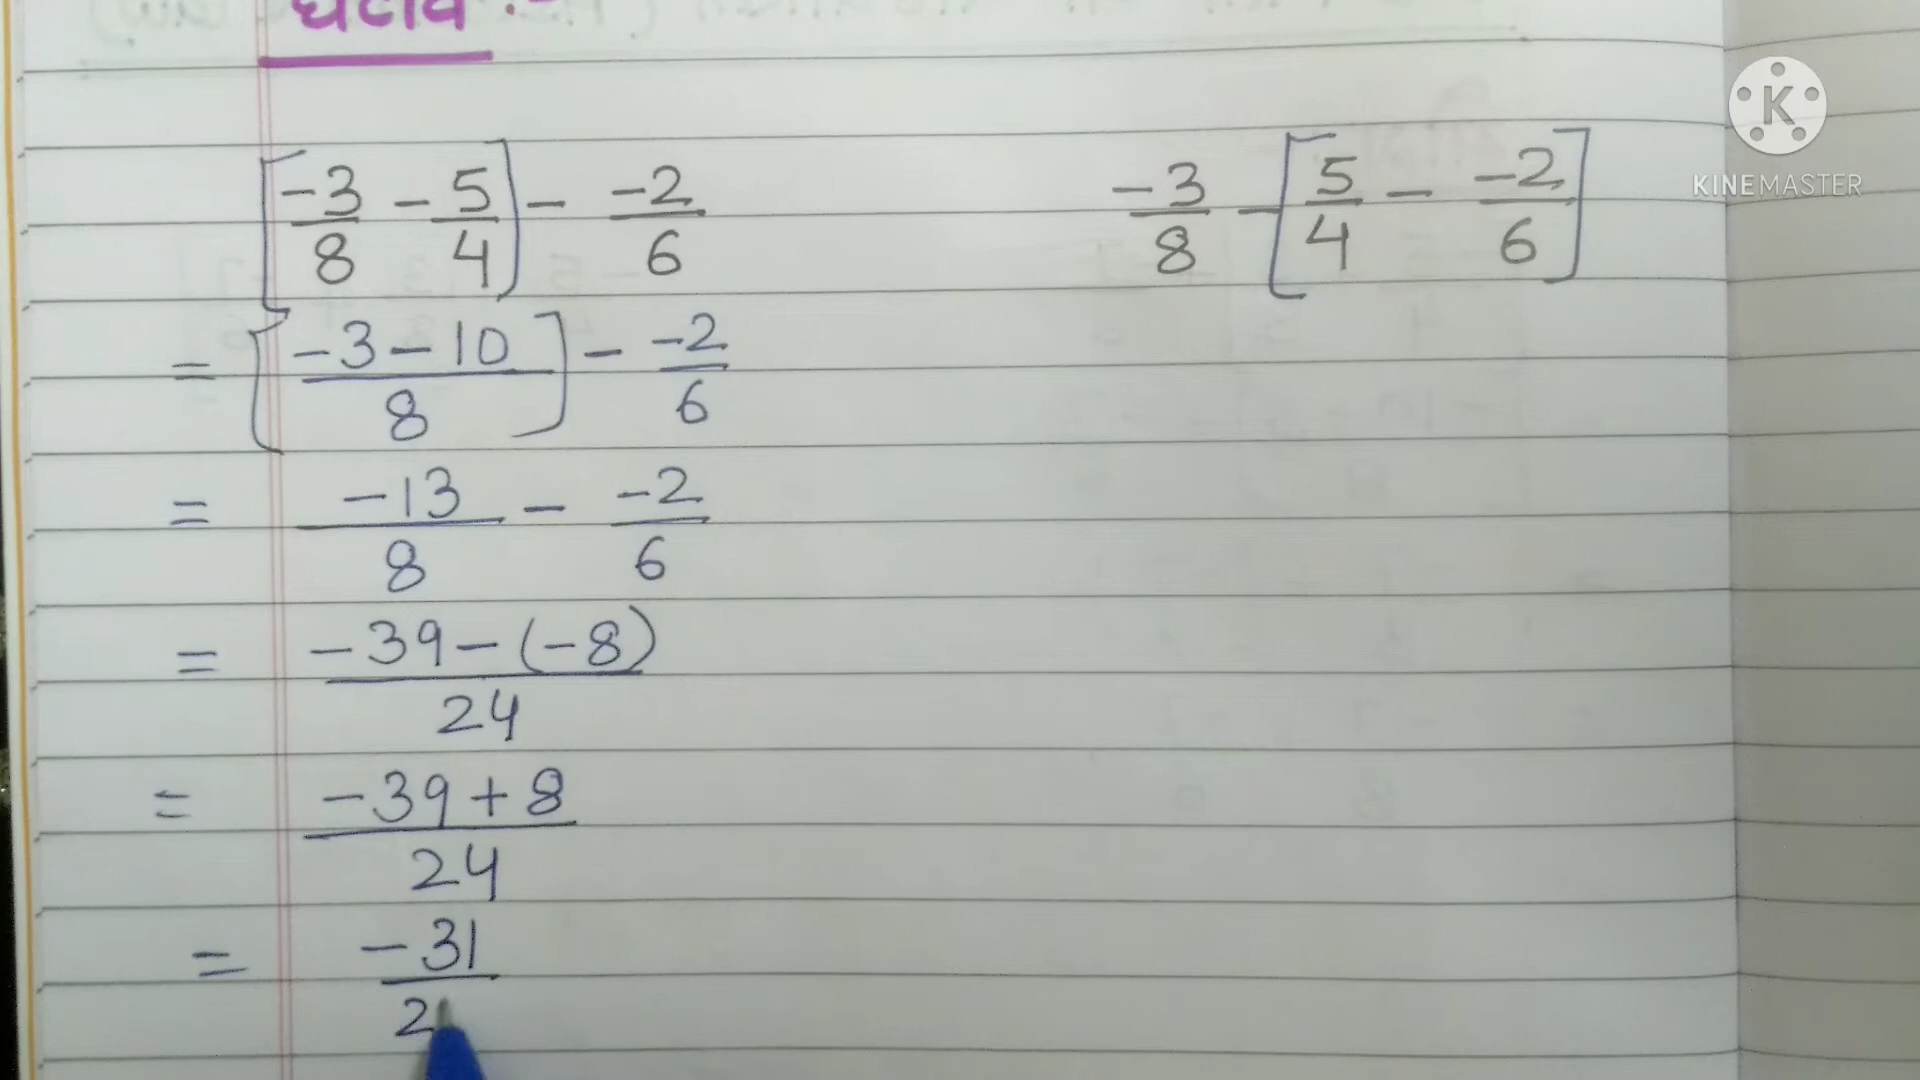 घटाव :-
[-3/8 - 5/4] - -2/6
= [-3-10/8] - -2/6
= -13/8 - -2/6
= -39-(-8)/24
= -39+8/24
= -31/2
-3/8 - [5/4 - -2/6]
K
KINEMASTER